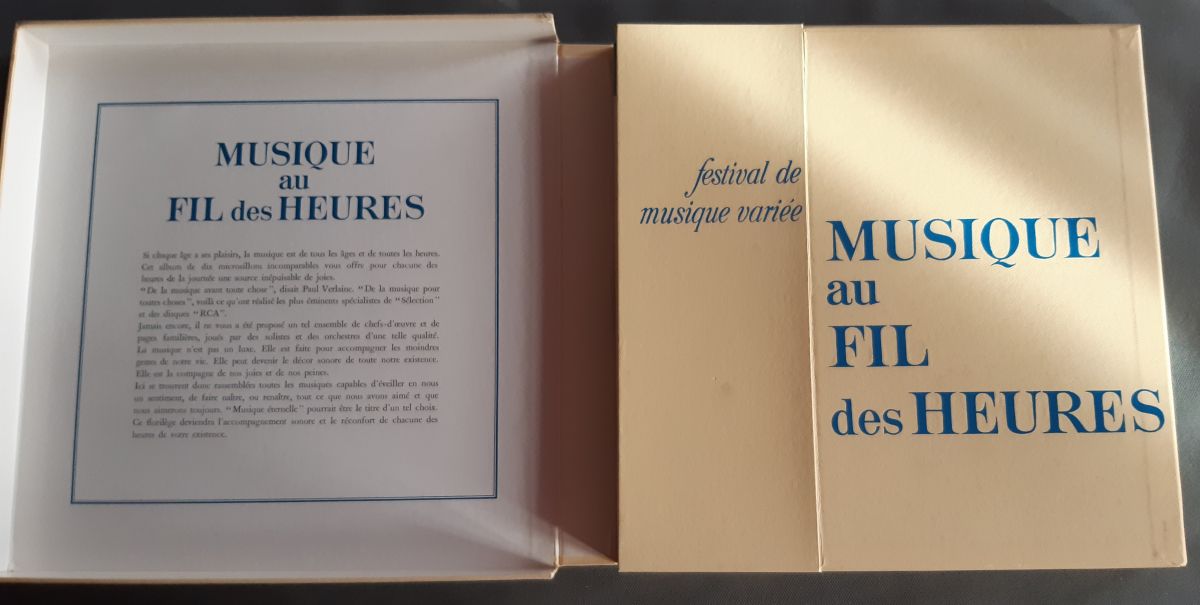 MUSIQUE
au
FIL des HEURES
Si chaque âge a ses plaisirs, la musique est de tous les âges et de toutes les heures.
Cet album de dix microsillons incomparables vous offre pour chacune des
heures de la journée une source inépuisable de joies.
“De la musique avant toute chose”, disait Paul Verlaine. “De la musique pour
toutes choses”, voilà ce qu'ont réalisé les plus éminents spécialistes de “Sélection”
et des disques “RCA”.
Jamais encore, il ne vous a été proposé un tel ensemble de chefs-d'œuvre et de
pages familières, joués par des solistes et des orchestres d'une telle qualité.
La musique n'est pas un luxe. Elle est faite pour accompagner les moindres
gestes de notre vie. Elle peut devenir le décor sonore de toute notre existence.
Elle est la compagne de nos joies et de nos peines.
Ici se trouvent donc rassemblées toutes les musiques capables d'éveiller en nous
un sentiment, de faire naître, ou renaître, tout ce que nous avons aimé et que
nous aimerons toujours. “Musique éternelle” pourrait être le titre d'un tel choix.
Ce florilège deviendra l'accompagnement sonore et le réconfort de chacune des
heures de votre existence.
festival de
musique variée
MUSIQUE
au
FIL
des HEURES